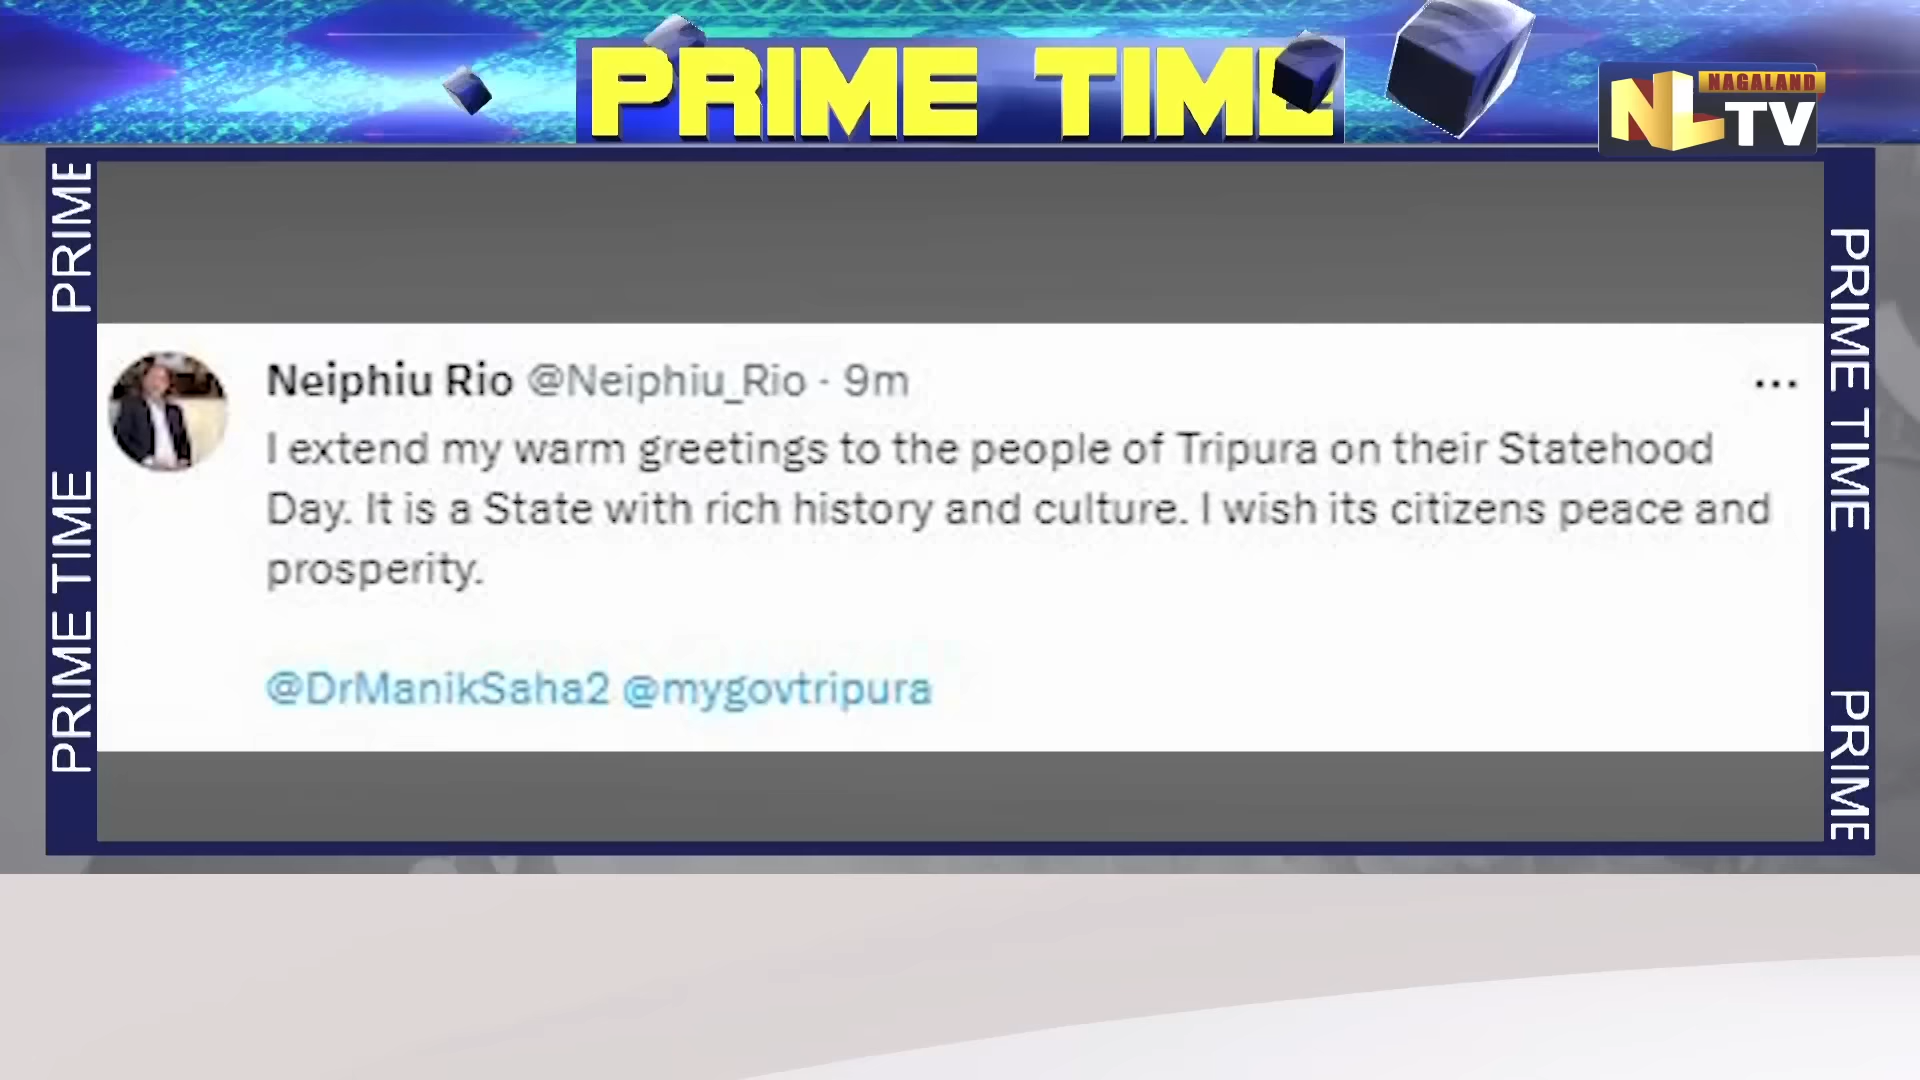 PRIME TIME
NAGALAND
NL TV
PRIME
PRIME TIME
Neiphiu Rio @Neiphiu_Rio · 9m
I extend my warm greetings to the people of Tripura on their Statehood
Day. It is a State with rich history and culture. I wish its citizens peace and
prosperity.
@DrManikSaha2 @mygovtripura
PRIME TIME
PRIME